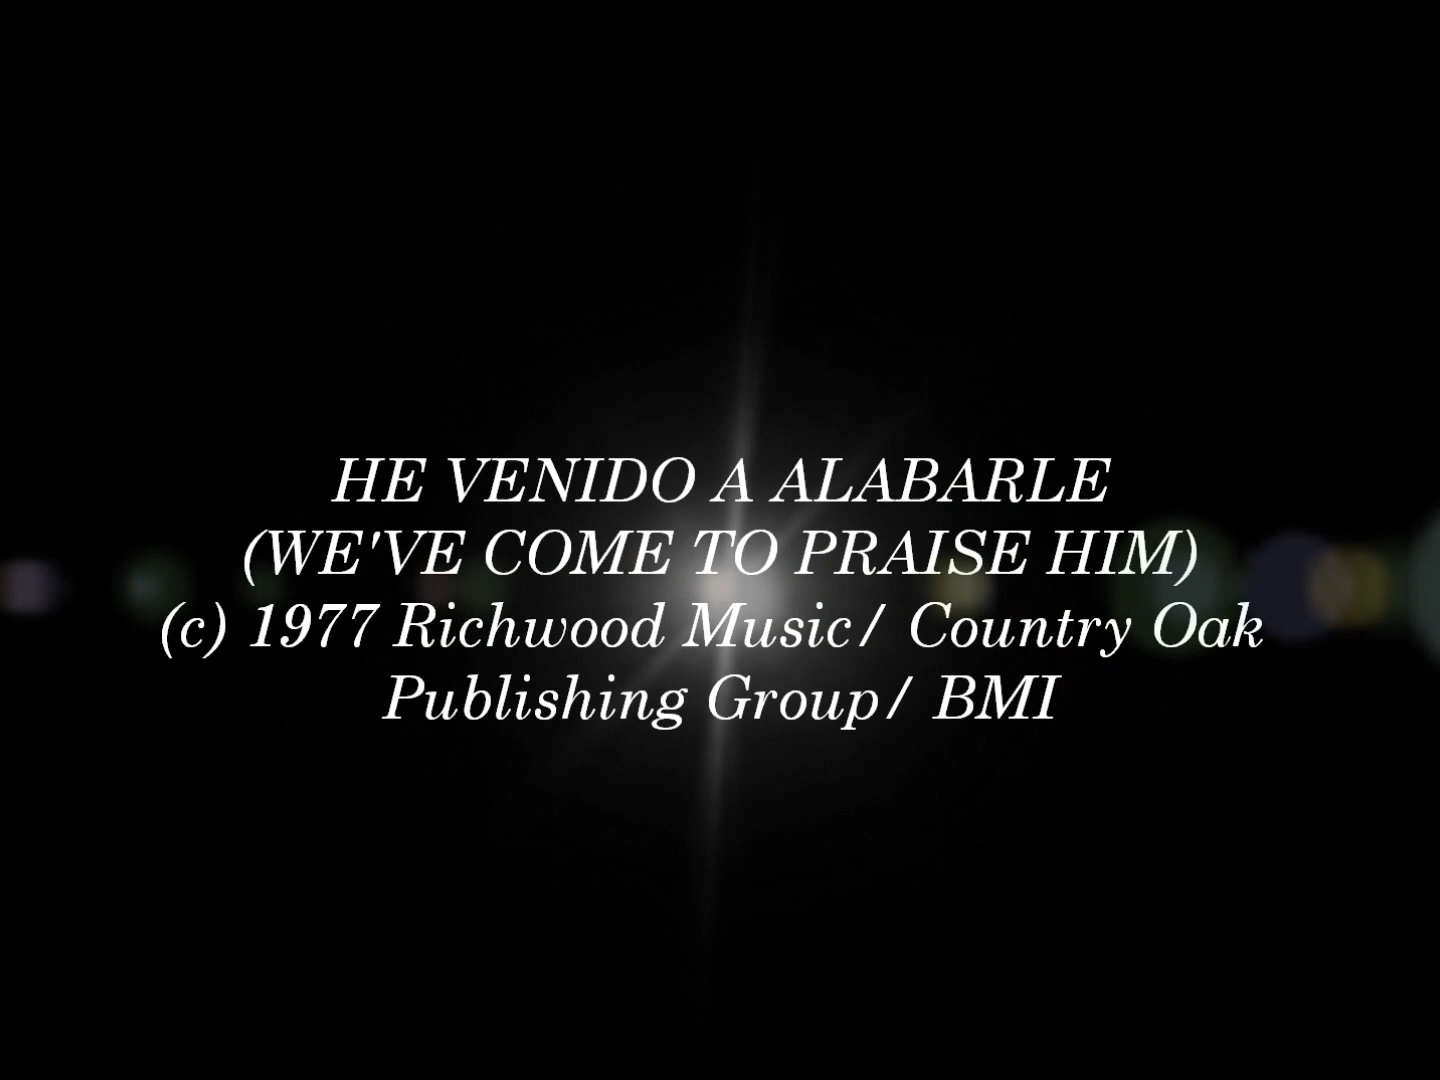 HE VENIDO A ALABARLE
(WE'VE COME TO PRAISE HIM)
(c) 1977 Richwood Music/ Country Oak
Publishing Group/ BMI